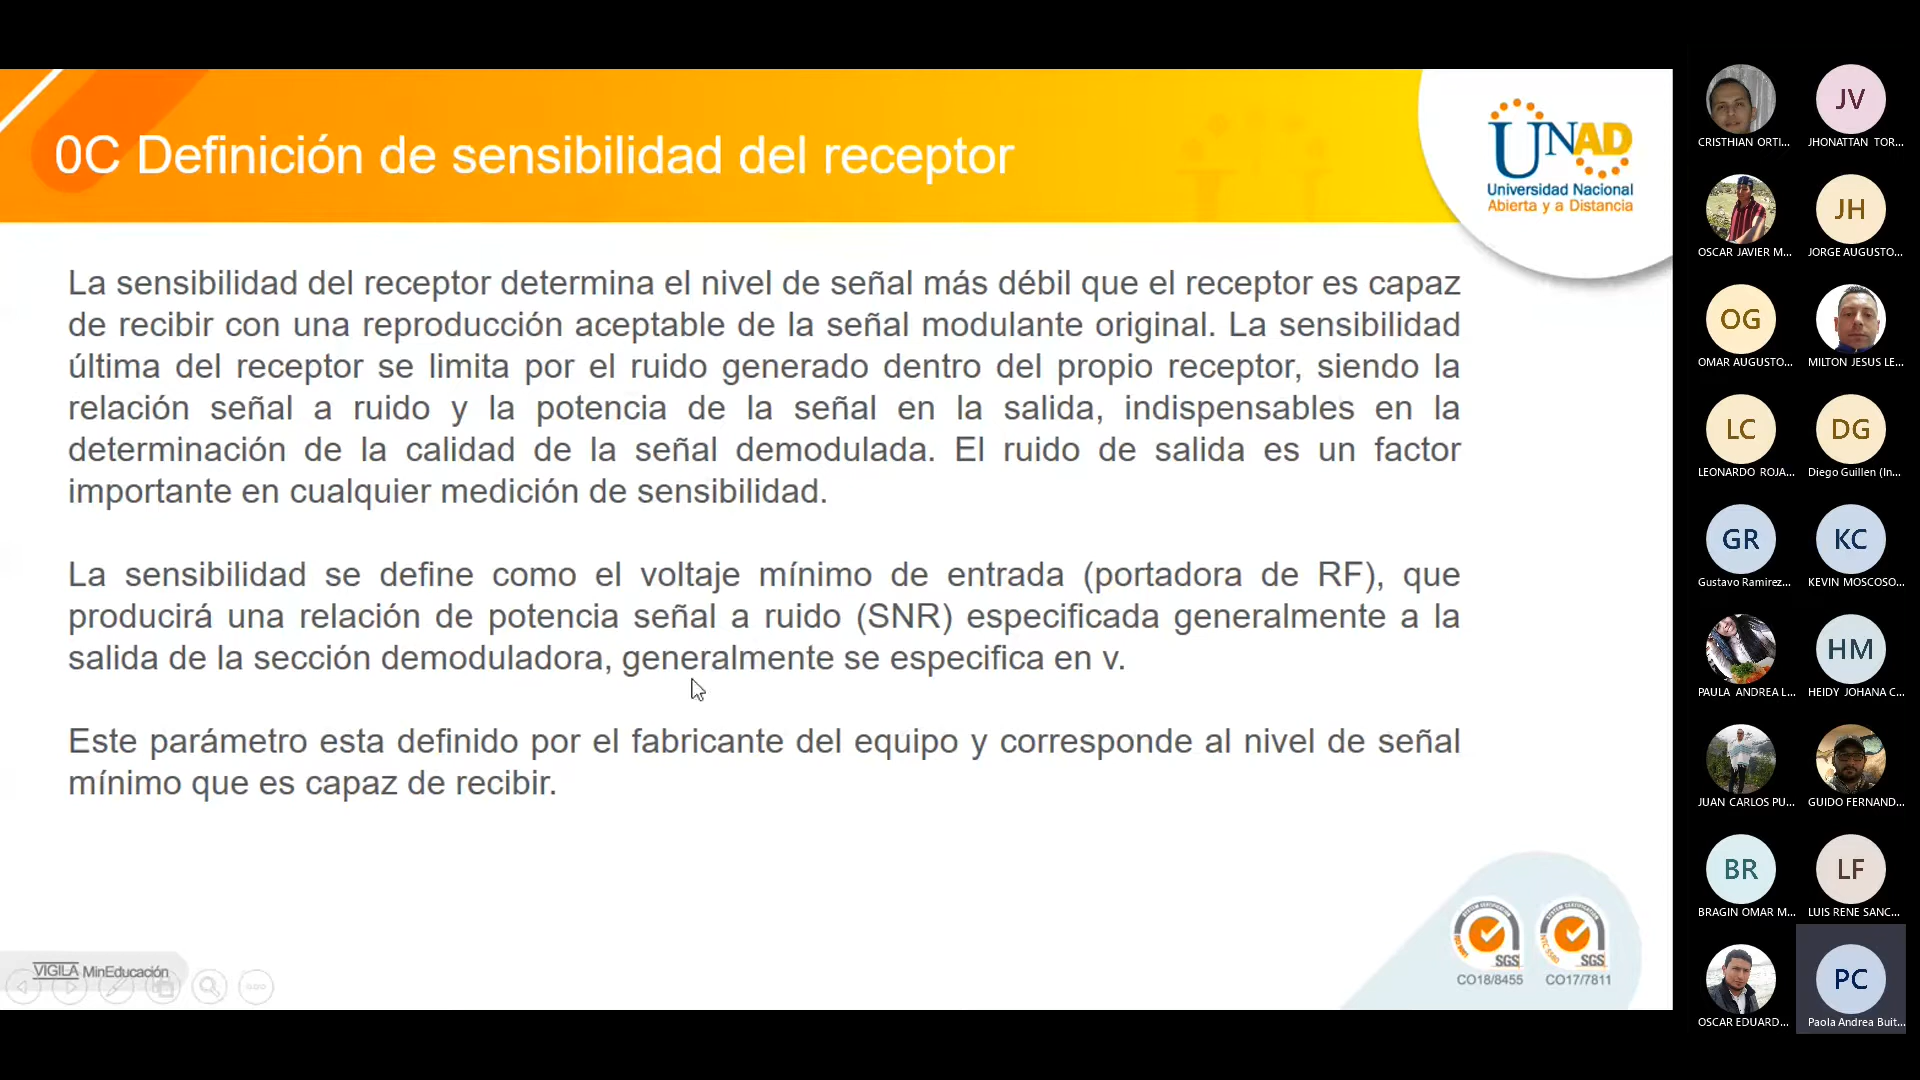 0C Definición de sensibilidad del receptor
UNAD
Universidad Nacional
Abierta y a Distancia
La sensibilidad del receptor determina el nivel de señal más débil que el receptor es capaz
de recibir con una reproducción aceptable de la señal modulante original. La sensibilidad
última del receptor se limita por el ruido generado dentro del propio receptor, siendo la
relación señal a ruido y la potencia de la señal en la salida, indispensables en la
determinación de la calidad de la señal demodulada. El ruido de salida es un factor
importante en cualquier medición de sensibilidad.
La sensibilidad se define como el voltaje mínimo de entrada (portadora de RF), que
producirá una relación de potencia señal a ruido (SNR) especificada generalmente a la
salida de la sección demoduladora, generalmente se especifica en v.
Este parámetro esta definido por el fabricante del equipo y corresponde al nivel de señal
mínimo que es capaz de recibir.
VIGILA MinEducación
SGS
CO18/8455
SGS
CO17/7811
CRISTHIAN ORTI...
JV
JHONATTAN TOR...
OSCAR JAVIER M...
JH
JORGE AUGUSTO...
OG
OMAR AUGUSTO...
MILTON JESUS LE...
LC
LEONARDO ROJA...
DG
Diego Guillen (In...
GR
Gustavo Ramirez...
KC
KEVIN MOSCOSO...
PAULA ANDREA L...
HM
HEIDY JOHANA C...
JUAN CARLOS PU...
GUIDO FERNAND...
BR
BRAGIN OMAR M...
LF
LUIS RENE SANC...
OSCAR EDUARD...
PC
Paola Andrea Buit...